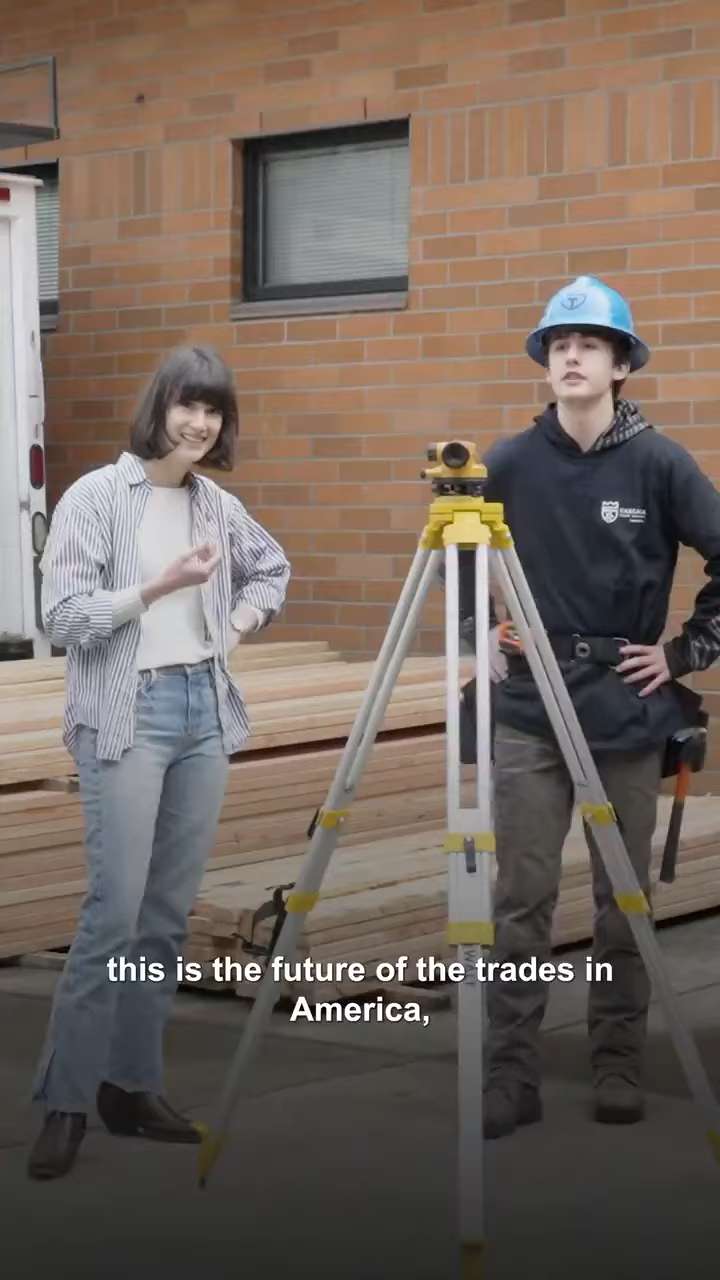 this is the future of the trades in
America,